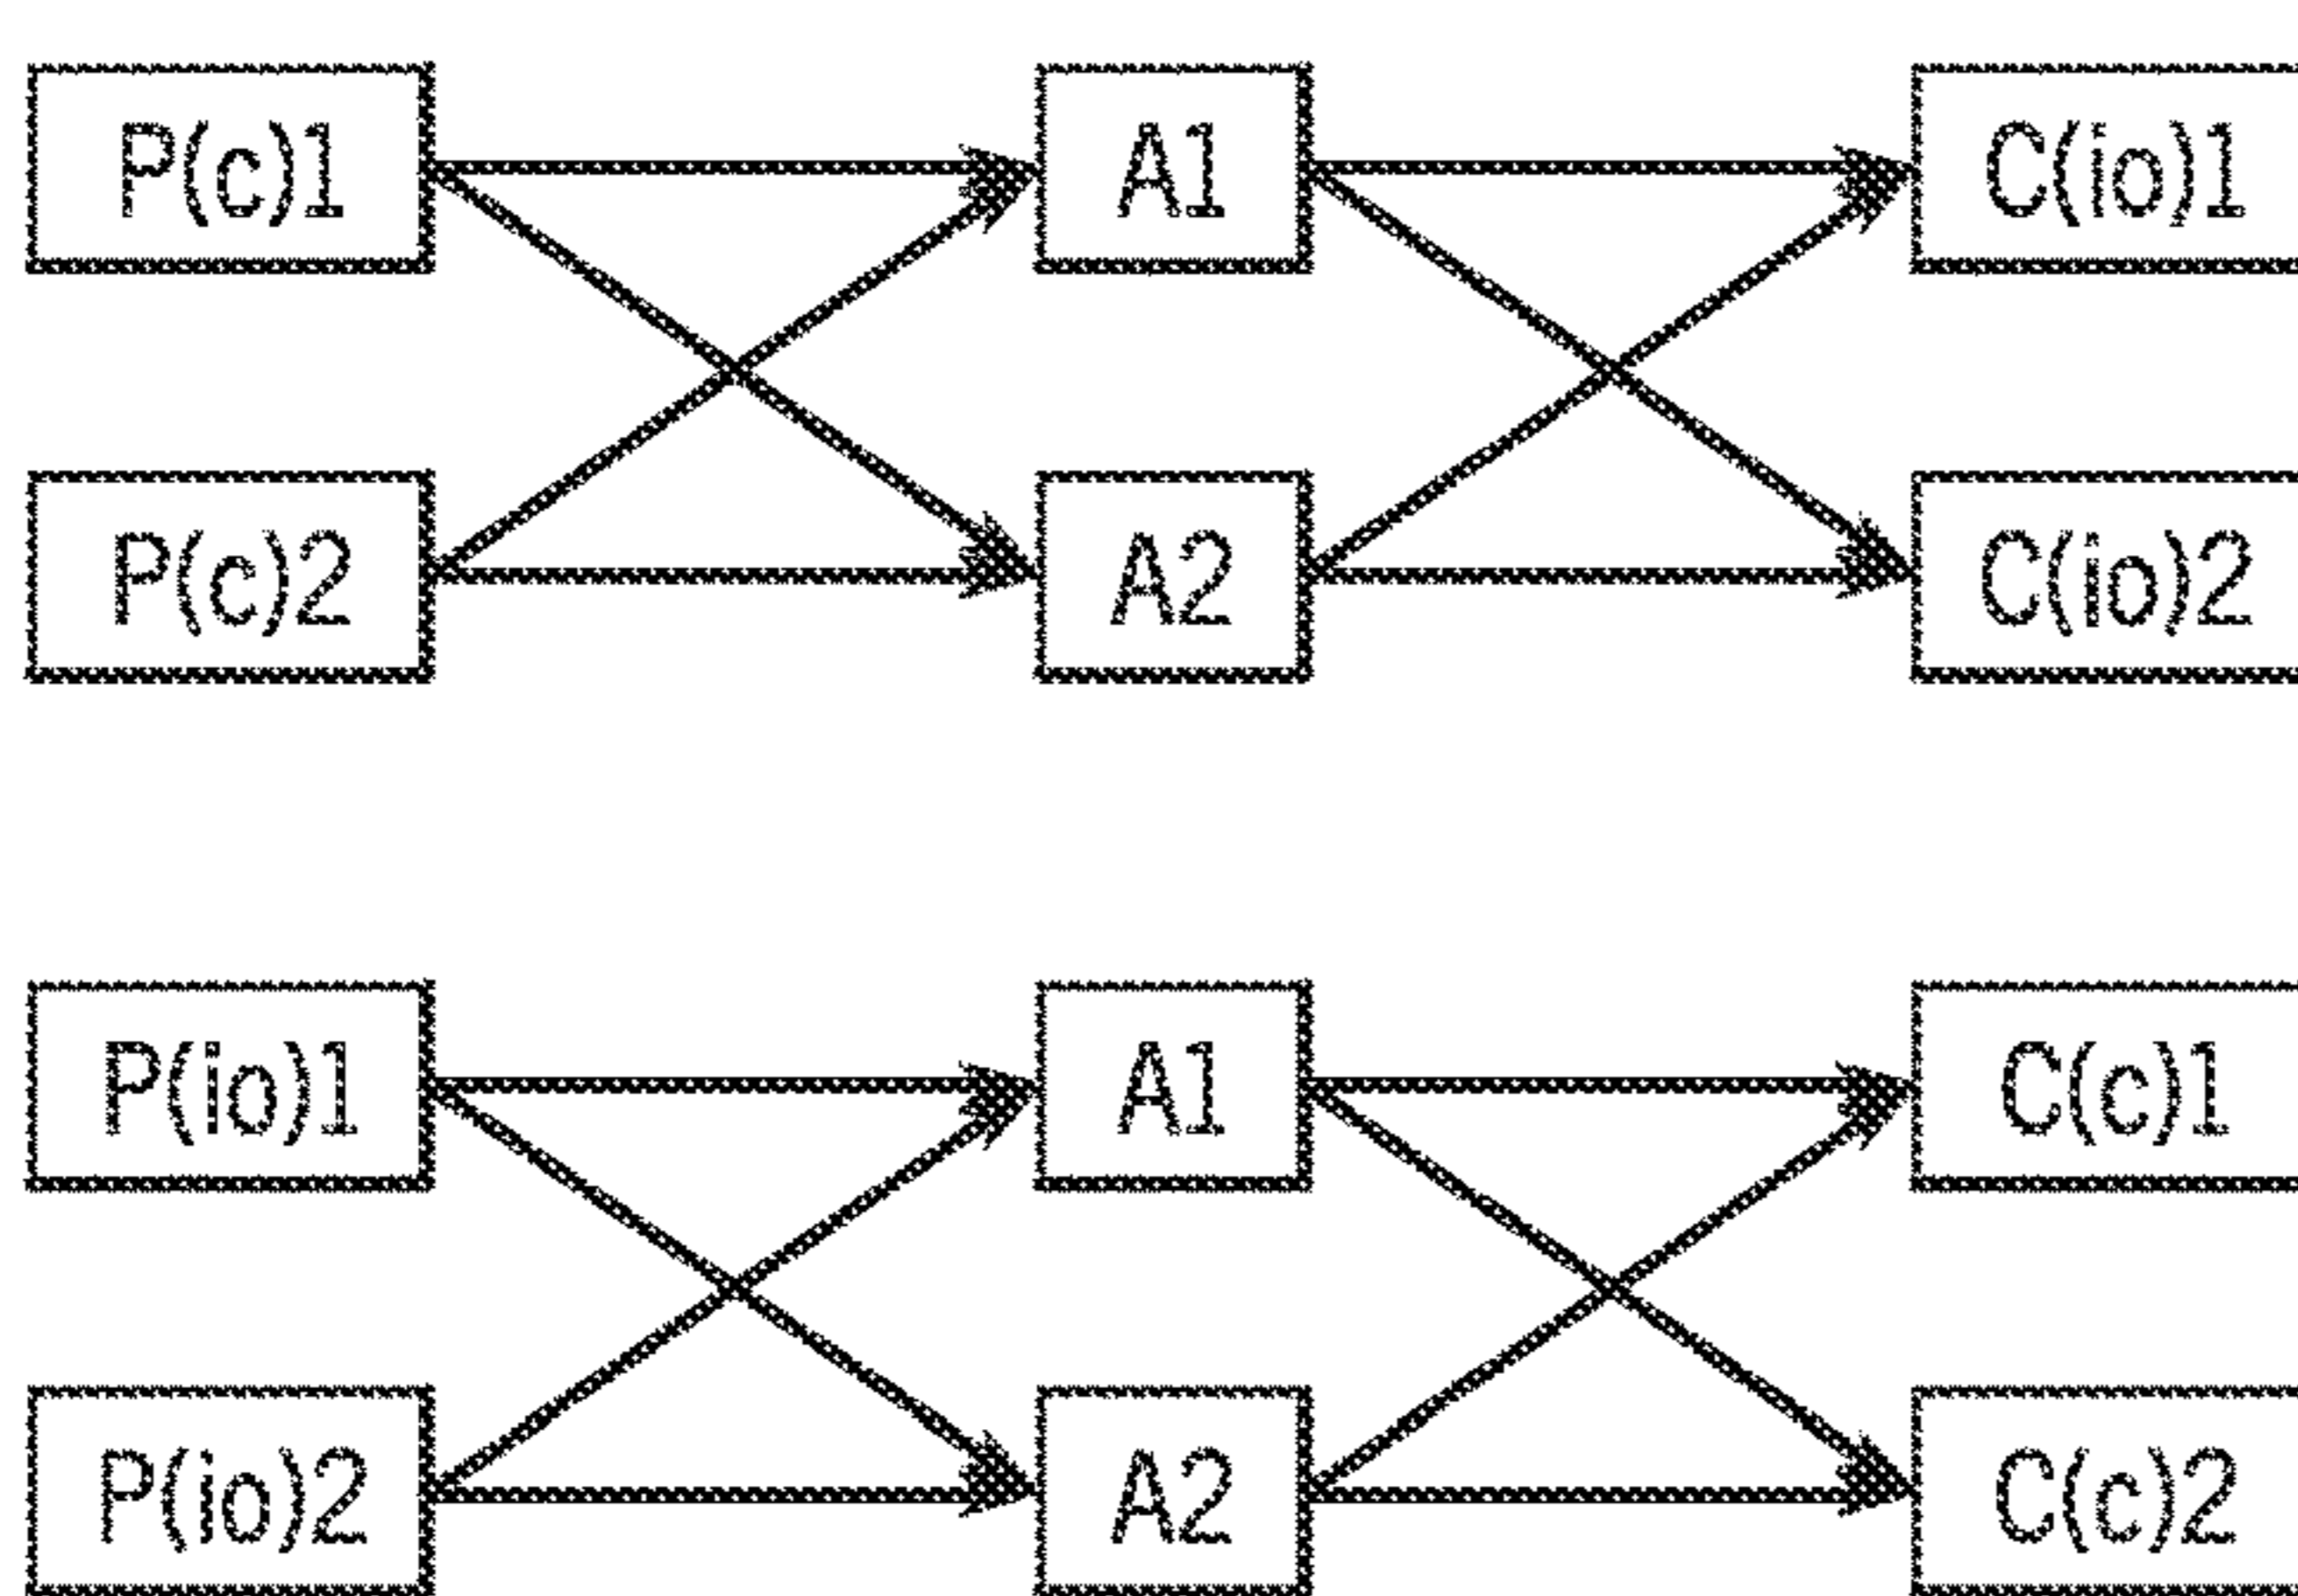 P(c)1 A1 C(io)1
P(c)2 A2 C(io)2
P(io)1 A1 C(c)1
P(io)2 A2 C(c)2